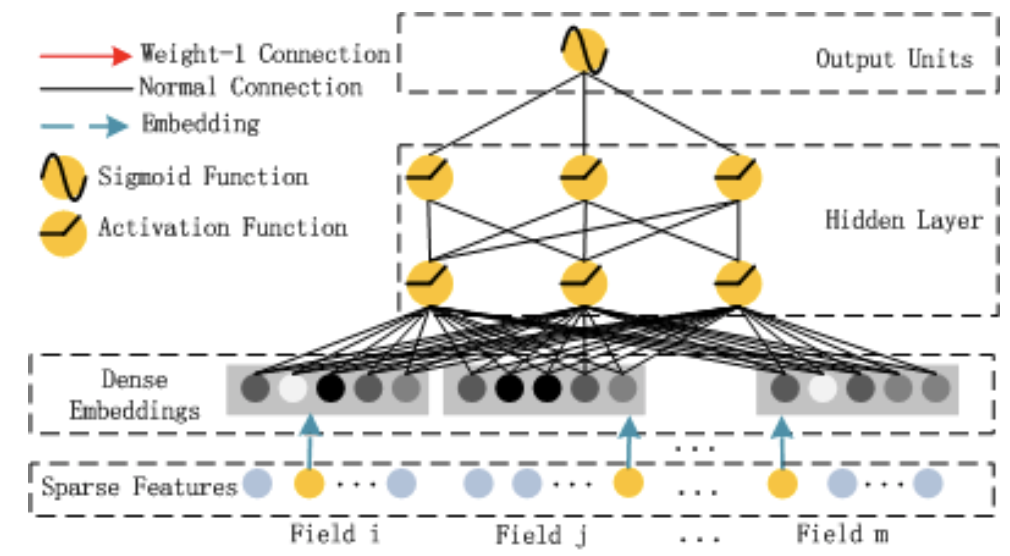 Weight-1 Connection
Normal Connection
Embedding
Sigmoid Function
Activation Function
Output Units
Hidden Layer
Dense
Embeddings
...
Sparse Features
...
...
...
...
Field i
Field j
...
Field m